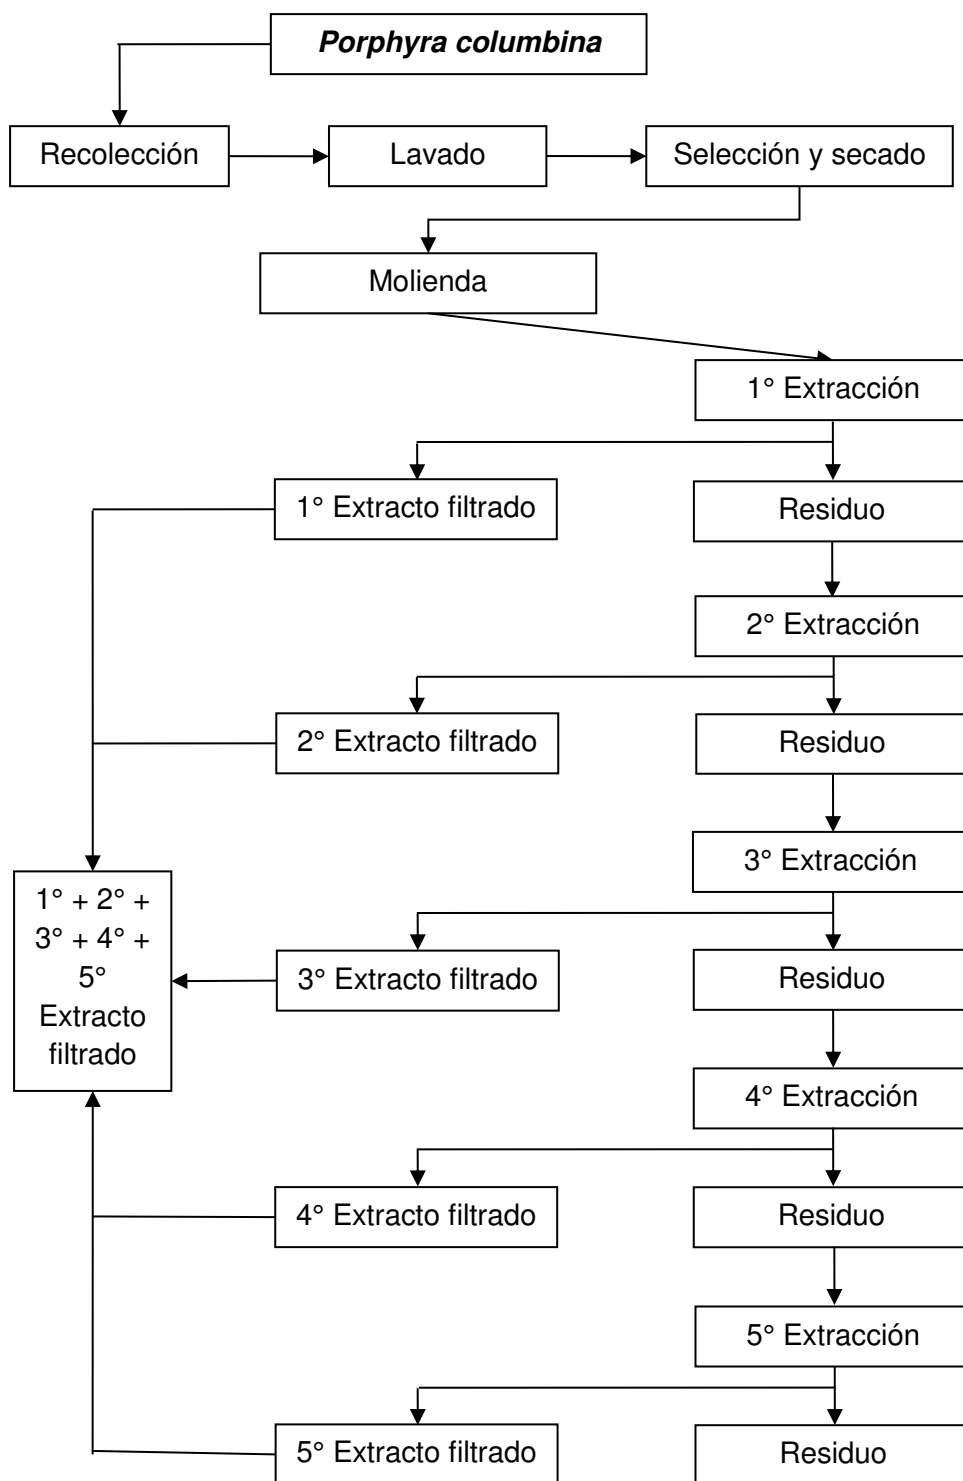 Porphyra columbina
Recolección
Lavado
Selección y secado
Molienda
1° Extracción
1° Extracto filtrado
Residuo
2° Extracción
2° Extracto filtrado
Residuo
3° Extracción
1° + 2° +
3° + 4° +
5°
Extracto
filtrado
3° Extracto filtrado
Residuo
4° Extracción
4° Extracto filtrado
Residuo
5° Extracción
5° Extracto filtrado
Residuo